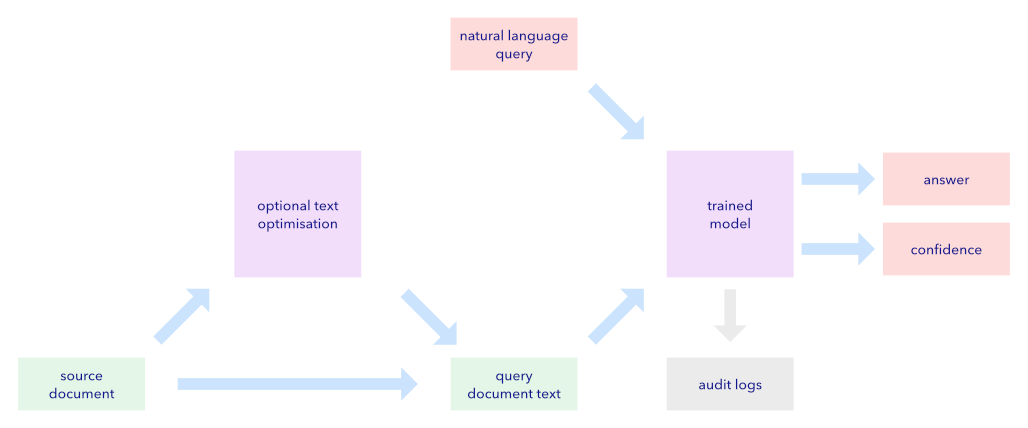 natural language
query
optional text
optimisation
trained
model
answer
confidence
source
document
query
document text
audit logs